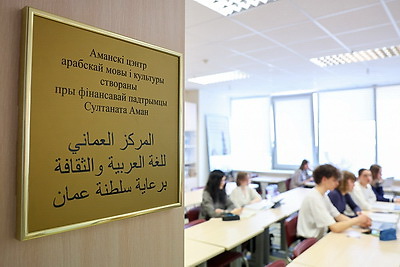 Аманскі цэнтр
арабскай мовы і культуры
створаны
пры фінансавай падтрымцы
Султаната Аман
المركز العماني
للغة العربية والثقافة
برعاية سلطنة عمان